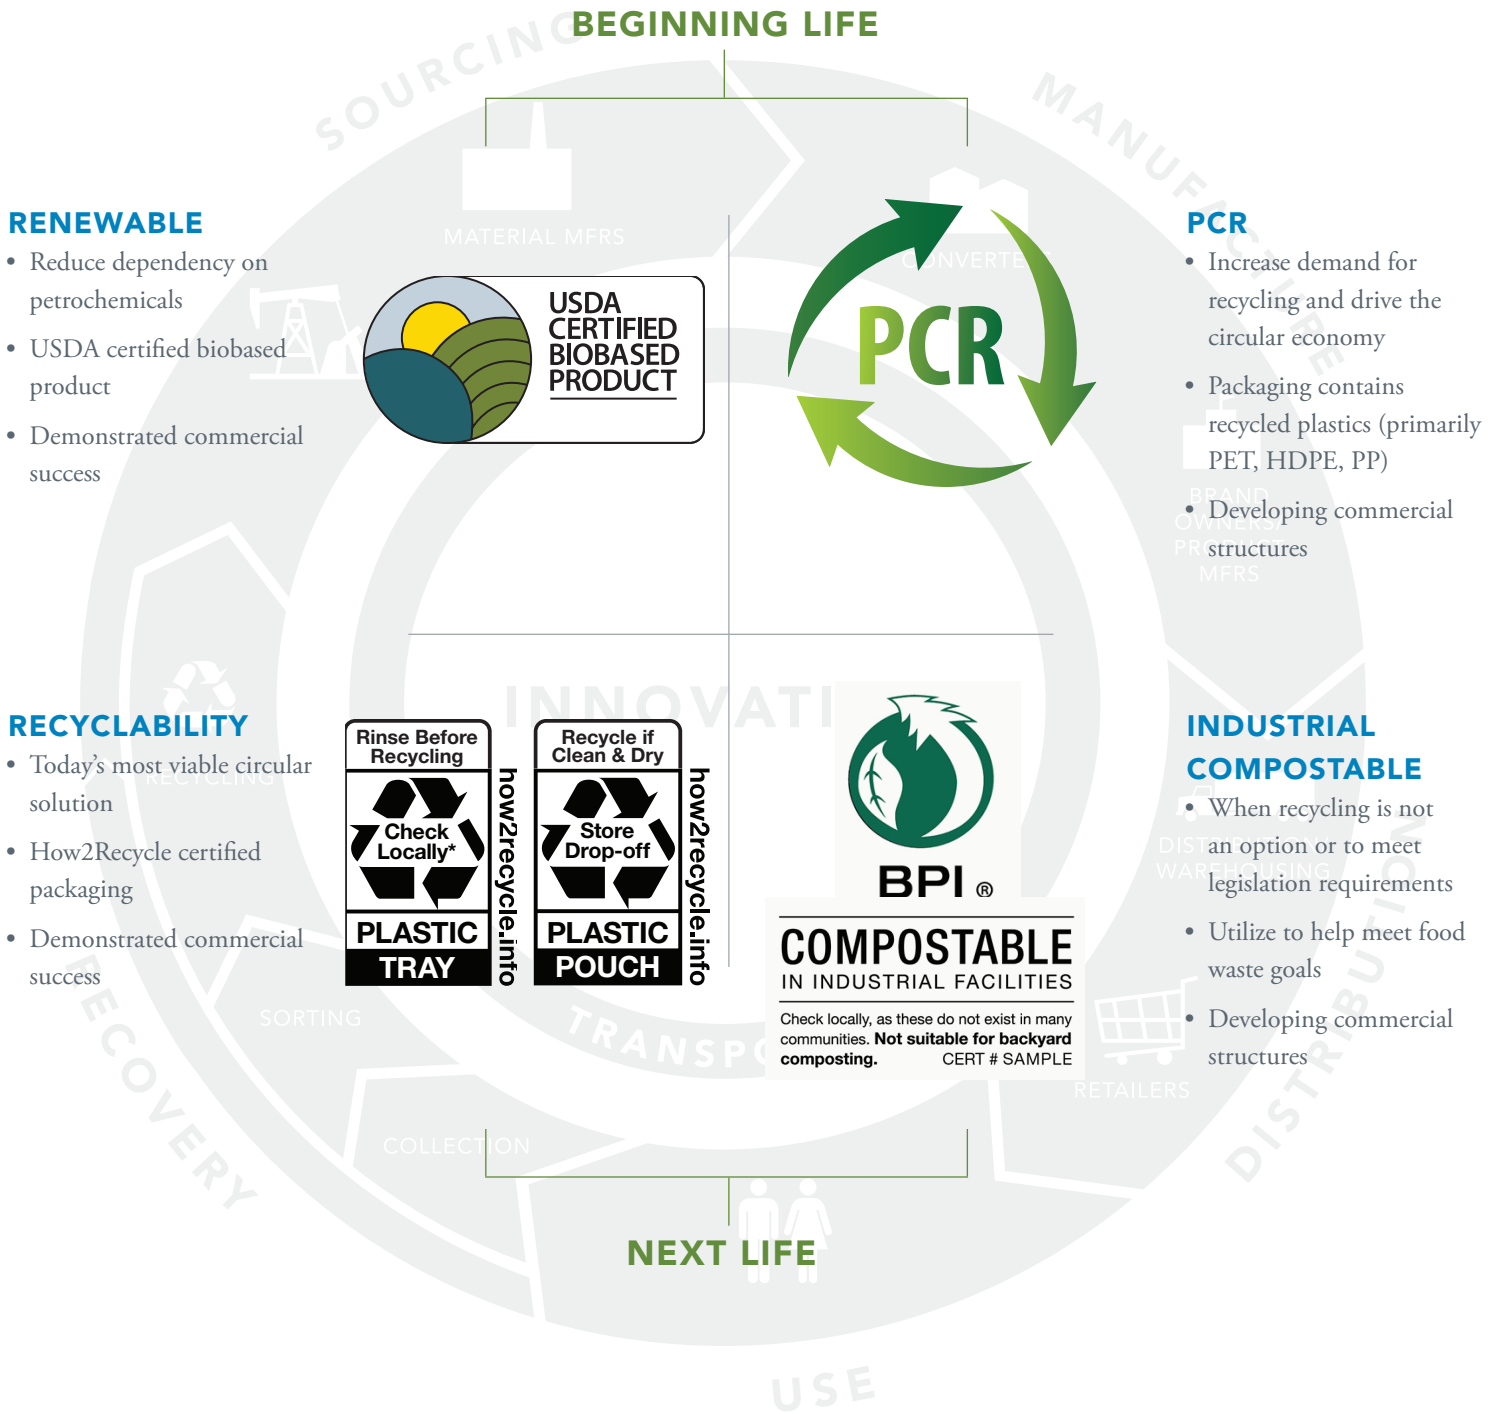 BEGINNING LIFE
SOURCING
MANUFACTURE
MATERIAL MFRS
RENEWABLE
• Reduce dependency on
petrochemicals
• USDA certified biobased
product
• Demonstrated commercial
success
USDA
CERTIFIED
BIOBASED
PRODUCT
PCR
PCR
• Increase demand for
recycling and drive the
circular economy
• Packaging contains
recycled plastics (primarily
PET, HDPE, PP)
• Developing commercial
structures
BRAND
OWNERS/
PRODUCT
MFRS
RECYCLABILITY
• Today's most viable circular
solution
• How2Recycle certified
packaging
• Demonstrated commercial
success
RECYCLING
Rinse Before
Recycling
Check
Locally*
PLASTIC
TRAY
how2recycle.info
Recycle if
Clean & Dry
Store
Drop-off
PLASTIC
POUCH
how2recycle.info
BPI ®
COMPOSTABLE
IN INDUSTRIAL FACILITIES
Check locally, as these do not exist in many
communities. Not suitable for backyard
composting. CERT # SAMPLE
INDUSTRIAL
COMPOSTABLE
• When recycling is not
an option or to meet
legislation requirements
• Utilize to help meet food
waste goals
• Developing commercial
structures
DISTRIBUTION/
WAREHOUSING
RETAILERS
DISTRIBUTION
SORTING
RECOVERY
COLLECTION
NEXT LIFE
USE